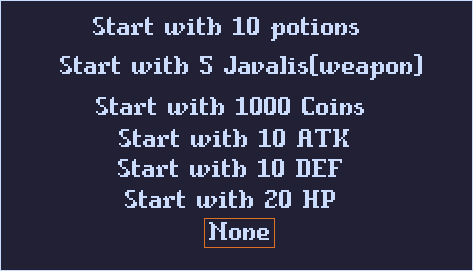 Start with 10 potions
Start with 5 Javalis[weapon]
Start with 1000 Coins
Start with 10 ATK
Start with 10 DEF
Start with 20 HP
None